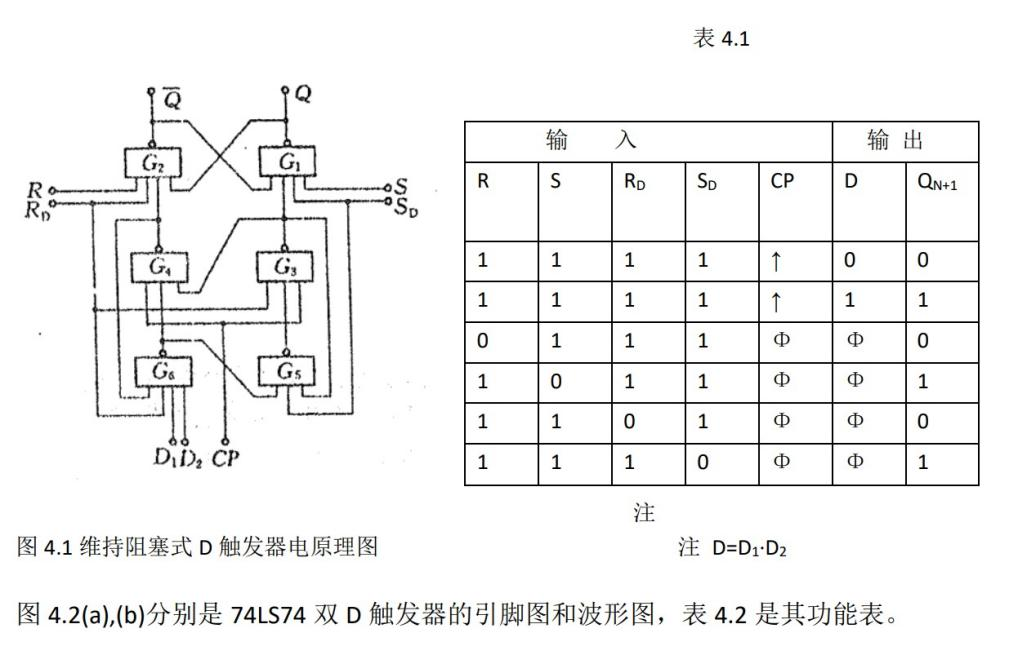 表 4.1
Q̅ Q
G₂ G₁
R S
R_D S_D
G₄ G₃
G₆ G₅
D₁ D₂ CP
输 入 输 出
R S R_D S_D CP D Q_{N+1}
1 1 1 1 ↑ 0 0
1 1 1 1 ↑ 1 1
0 1 1 1 Φ Φ 0
1 0 1 1 Φ Φ 1
1 1 0 1 Φ Φ 0
1 1 1 0 Φ Φ 1
注
图 4.1 维持阻塞式 D 触发器电原理图
注 D=D₁·D₂
图 4.2(a),(b)分别是 74LS74 双 D 触发器的引脚图和波形图，表 4.2 是其功能表。